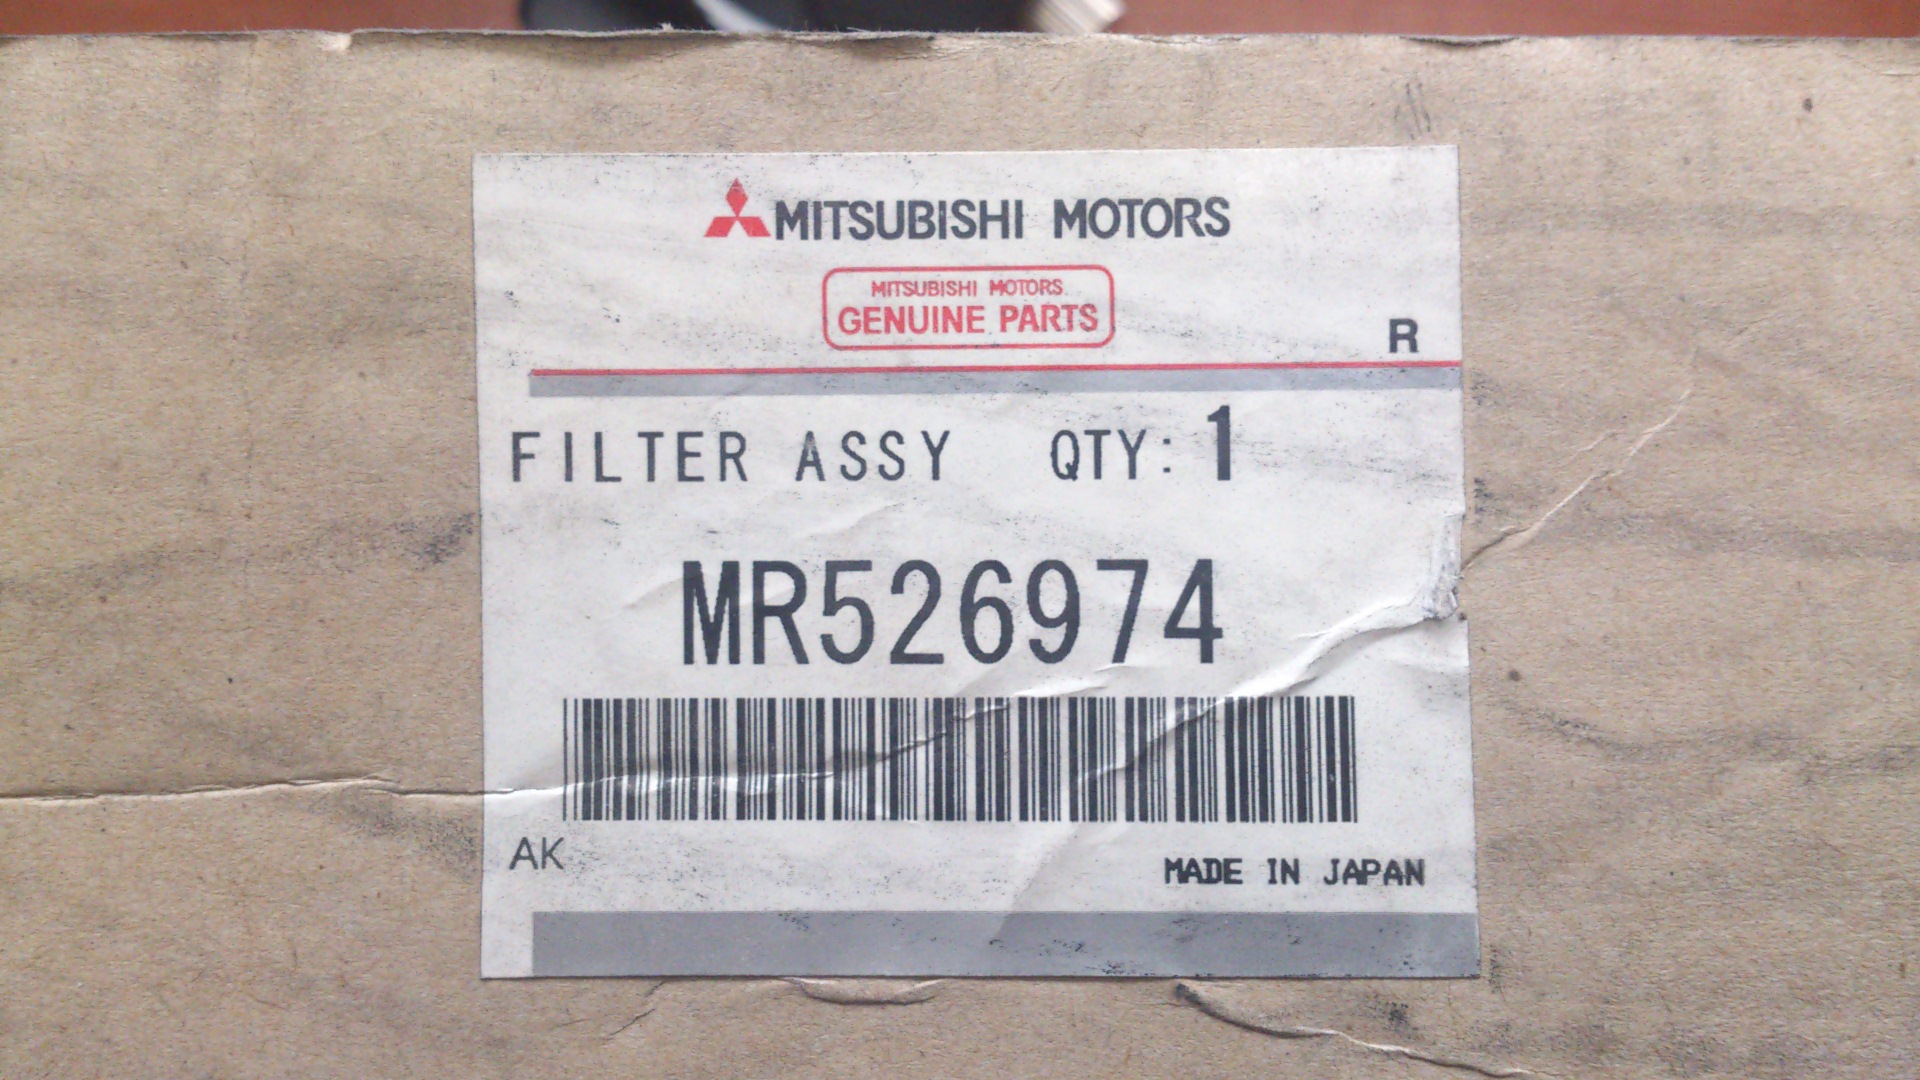 MITSUBISHI MOTORS
MITSUBISHI MOTORS
GENUINE PARTS
R
FILTER ASSY QTY: 1
MR526974
AK
MADE IN JAPAN